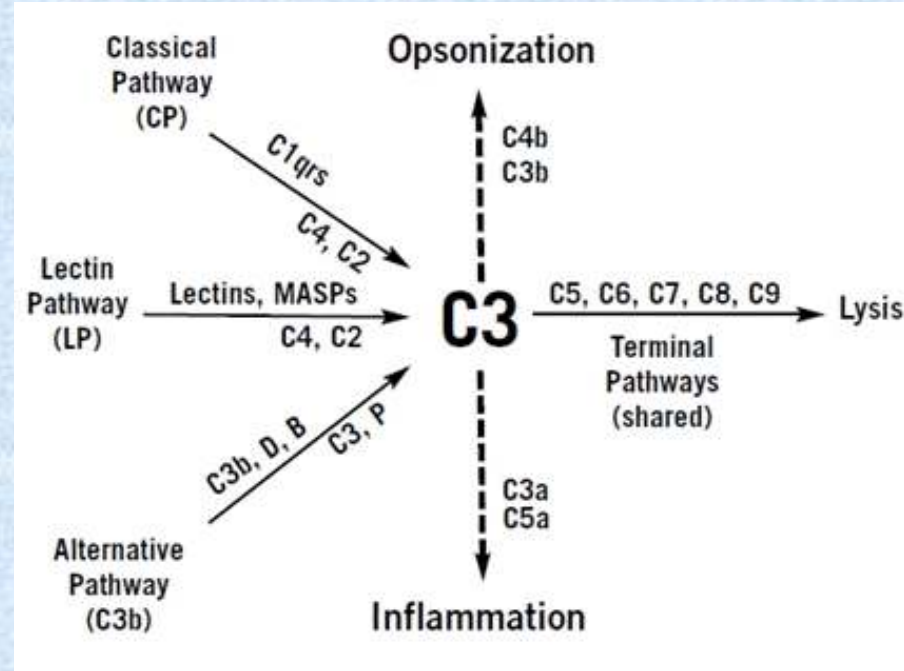 Classical
Pathway
(CP)
Opsonization
C1qrs
C4, C2
C4b
C3b
Lectin
Pathway
(LP)
Lectins, MASPs
C4, C2
C3
C5, C6, C7, C8, C9
Lysis
Terminal
Pathways
(shared)
C3b, D, B
C3, P
C3a
C5a
Alternative
Pathway
(C3b)
Inflammation